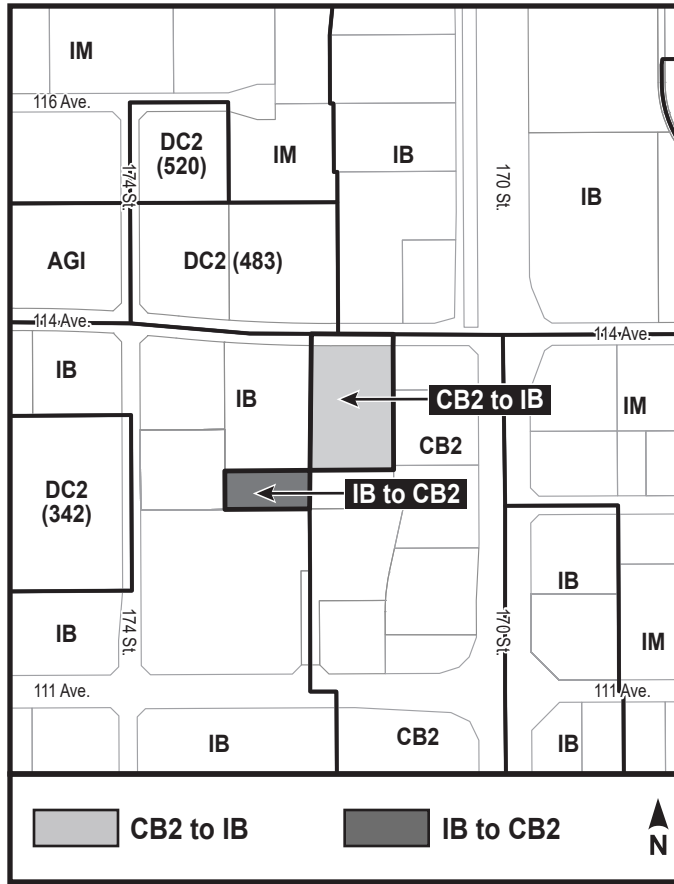 IM
116 Ave.
DC2
(520)
IM
IB
174 St.
170 St.
IB
AGI
DC2 (483)
114 Ave.
114 Ave.
IB
IB
CB2 to IB
IM
CB2
DC2
(342)
IB to CB2
IB
IB
174 St.
170 St.
IM
111 Ave.
111 Ave.
IB
CB2
IB
CB2 to IB
IB to CB2
N